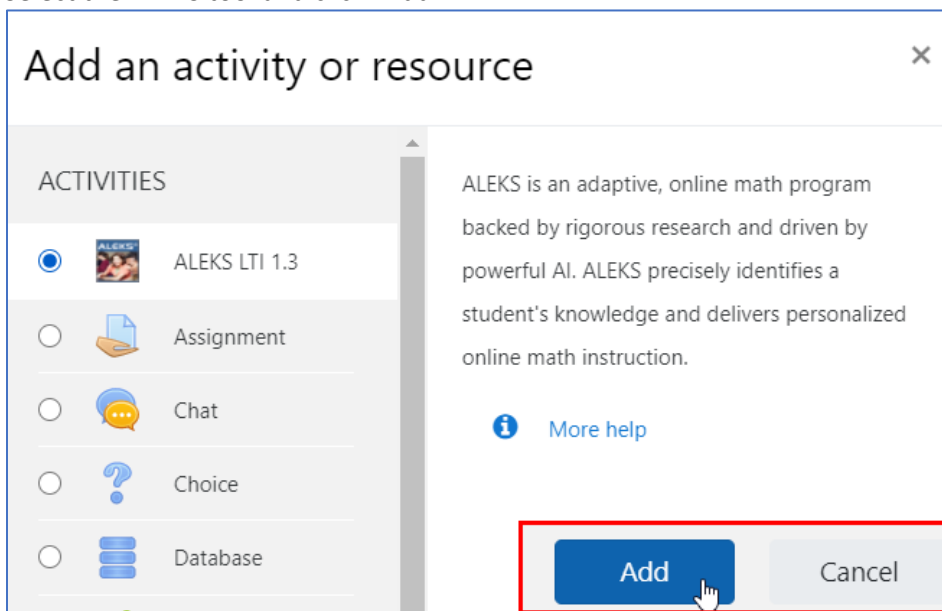 Add an activity or resource
×
ACTIVITIES
ALEKS
ALEKS LTI 1.3
Assignment
Chat
Choice
Database
ALEKS is an adaptive, online math program
backed by rigorous research and driven by
powerful AI. ALEKS precisely identifies a
student's knowledge and delivers personalized
online math instruction.
More help
Add
Cancel